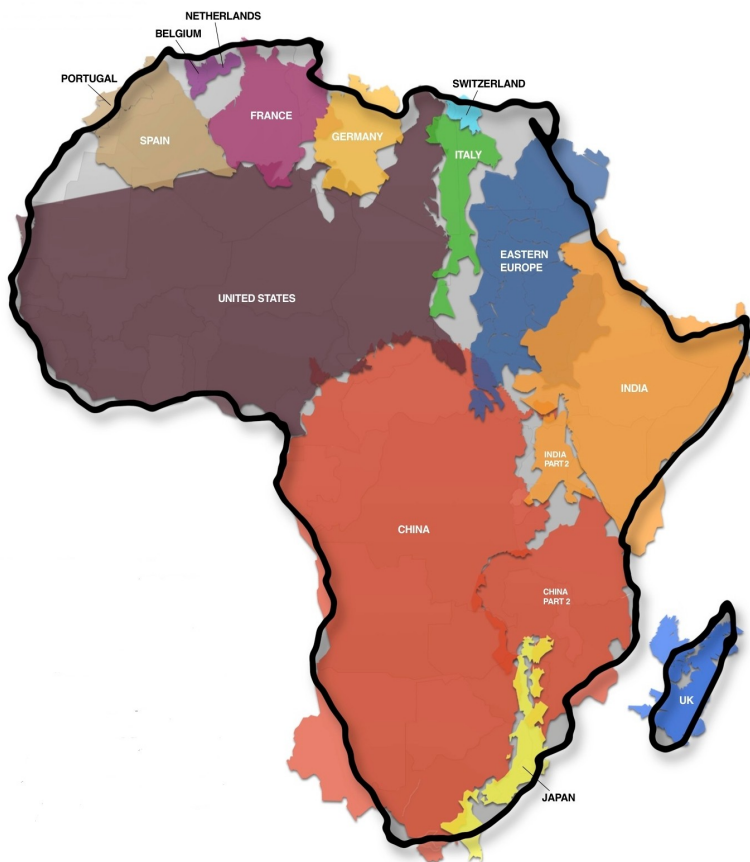 NETHERLANDS
BELGIUM
PORTUGAL
SWITZERLAND
SPAIN
FRANCE
GERMANY
ITALY
EASTERN
EUROPE
UNITED STATES
INDIA
INDIA
PART 2
CHINA
CHINA
PART 2
UK
JAPAN